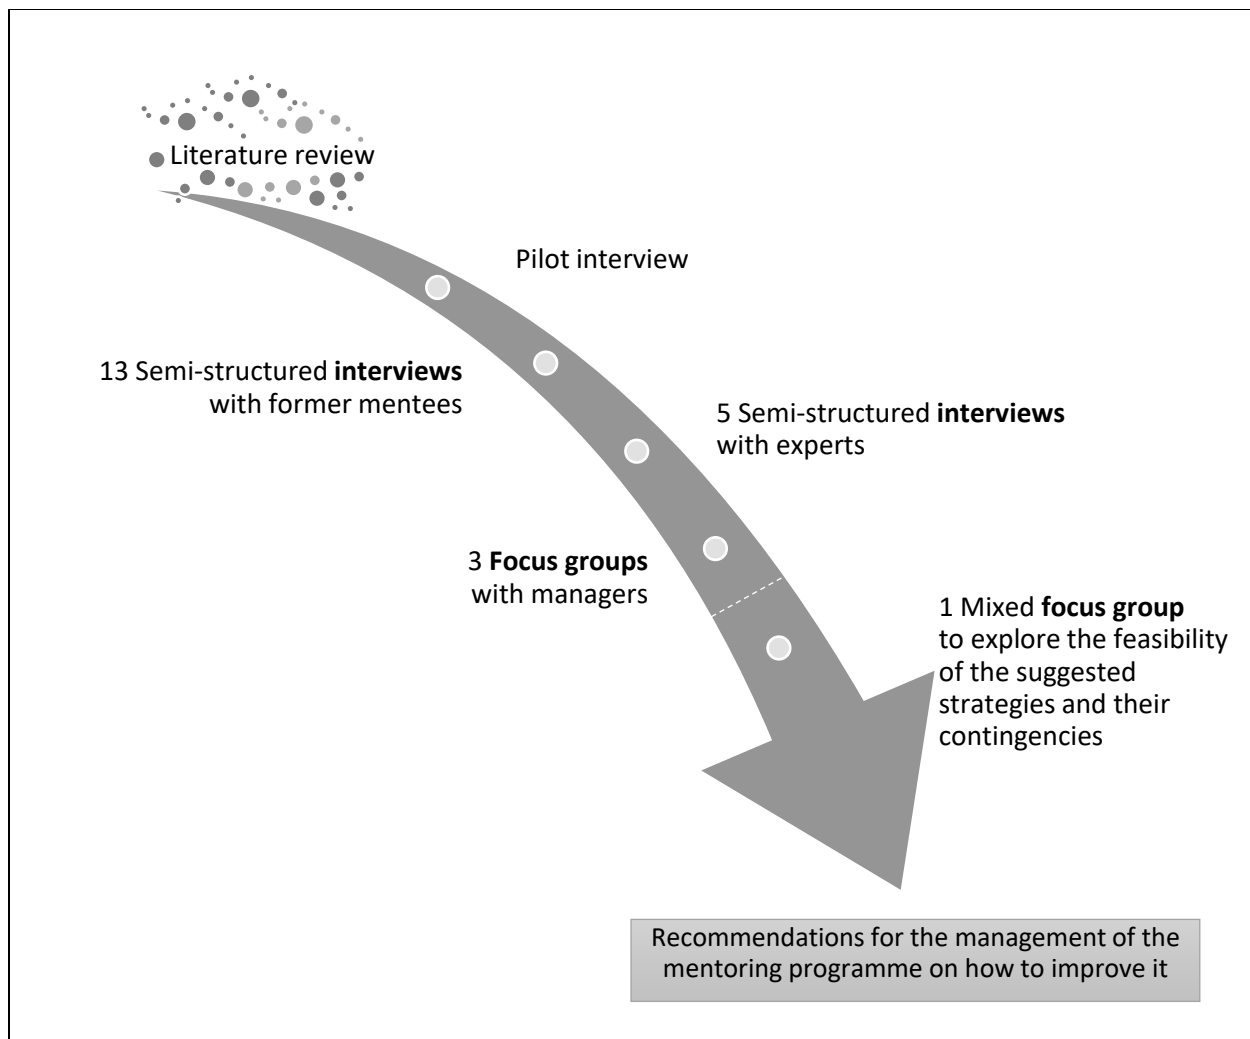 Literature review
Pilot interview
13 Semi-structured interviews
with former mentees
5 Semi-structured interviews
with experts
3 Focus groups
with managers
1 Mixed focus group
to explore the feasibility
of the suggested
strategies and their
contingencies
Recommendations for the management of the
mentoring programme on how to improve it